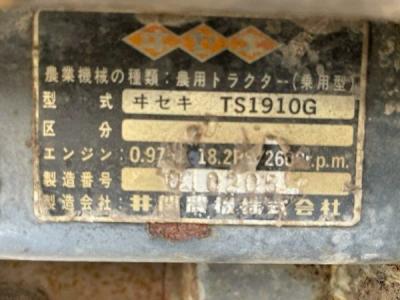 農業機械の種類：農用トラクター（乗用型）
型式 ヰセキ TS1910G
区分
エンジン：0.97 18.2PS/2600r.p.m.
製造番号
製造会社：井関農機株式会社